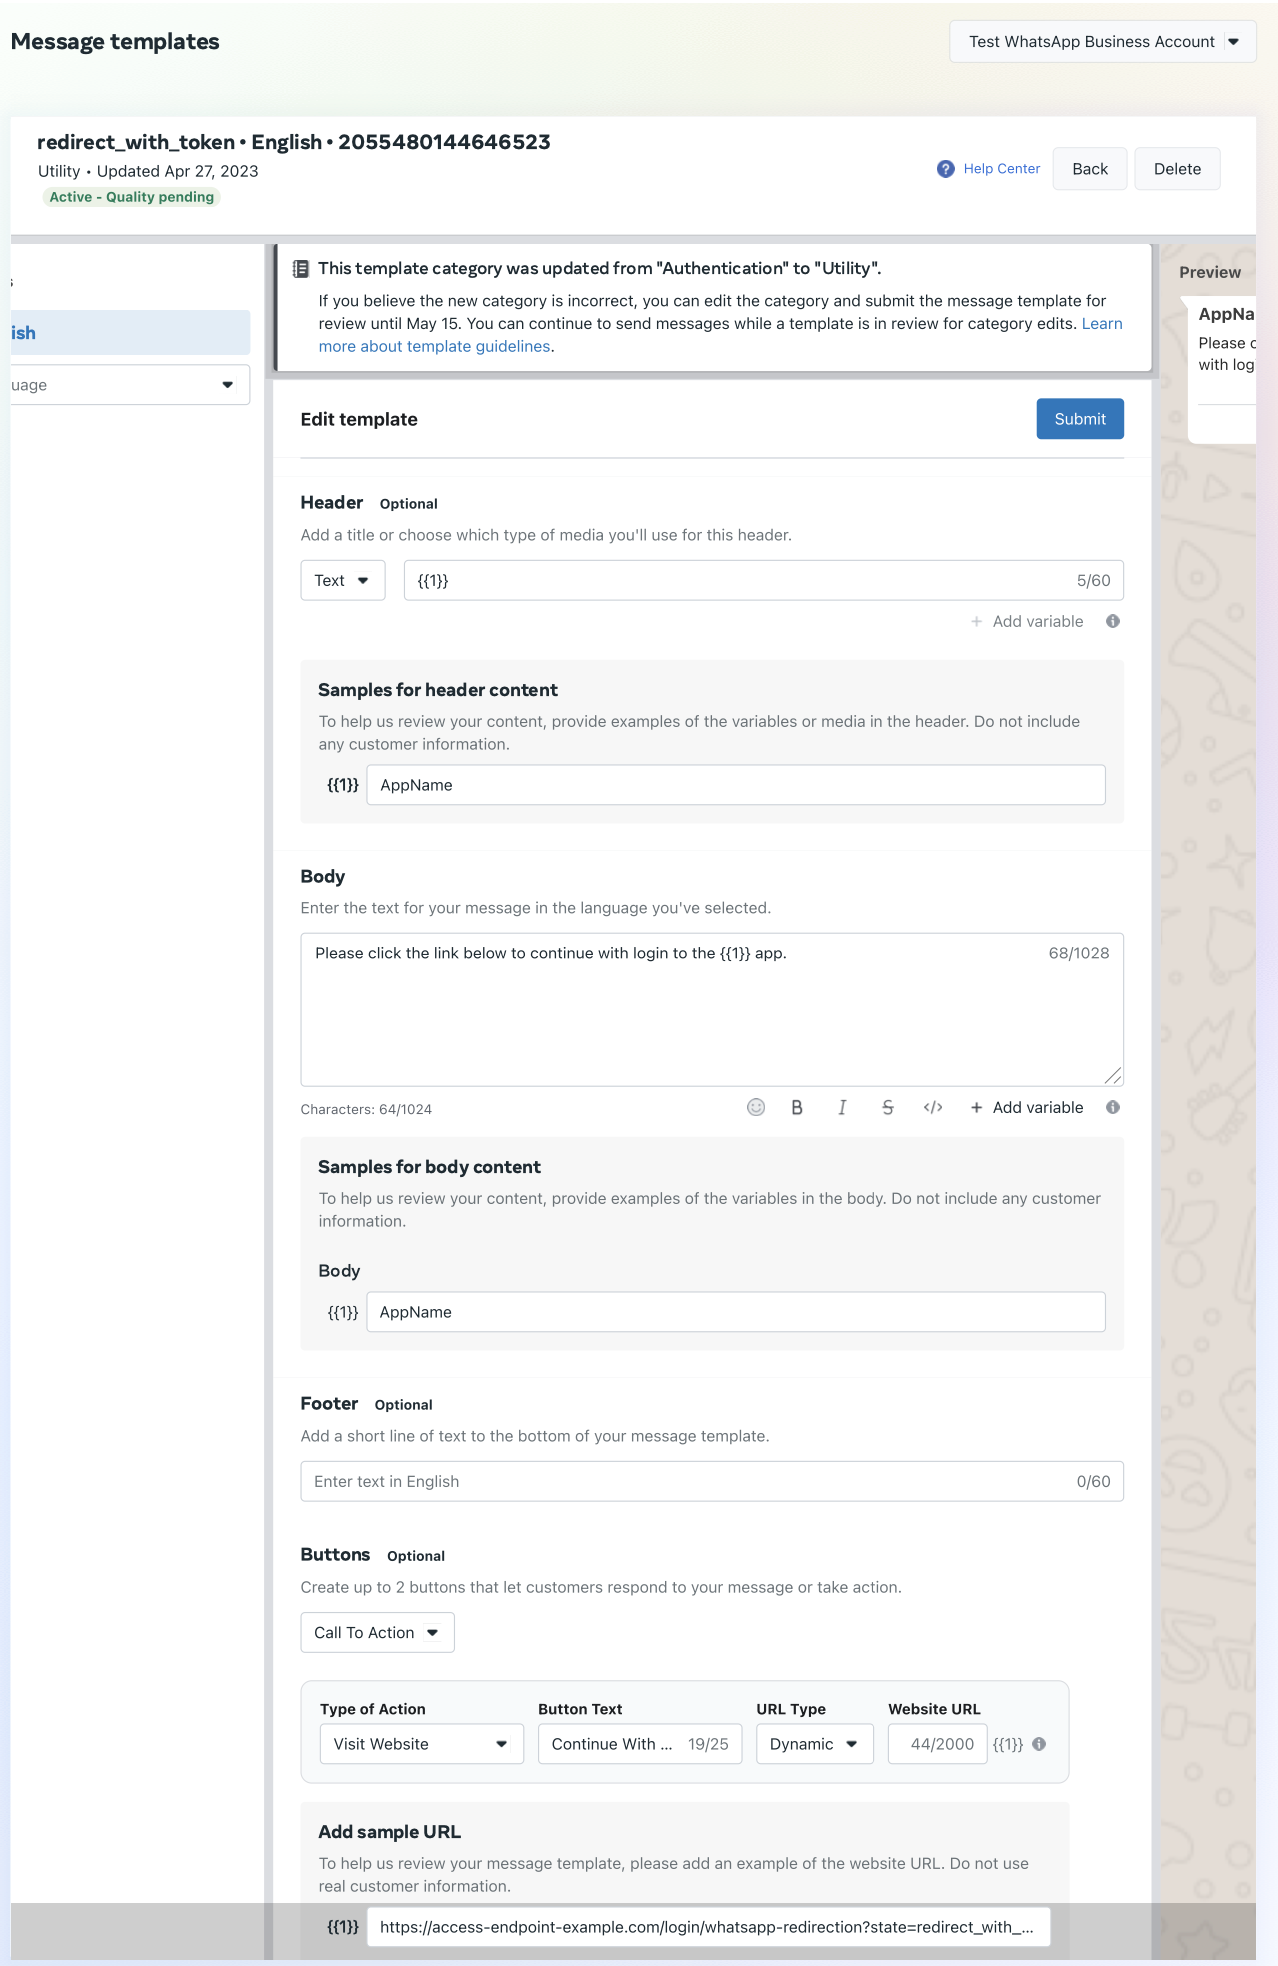 Message templates
Test WhatsApp Business Account
redirect_with_token • English • 2055480144646523
Utility • Updated Apr 27, 2023
Active - Quality pending
Help Center
Back
Delete
s
ish
uage
This template category was updated from "Authentication" to "Utility".
If you believe the new category is incorrect, you can edit the category and submit the message template for
review until May 15. You can continue to send messages while a template is in review for category edits. Learn
more about template guidelines.
Preview
AppNa
Please c
with log
Edit template
Submit
Header Optional
Add a title or choose which type of media you'll use for this header.
Text
{{1}}
5/60
+ Add variable
Samples for header content
To help us review your content, provide examples of the variables or media in the header. Do not include
any customer information.
{{1}} AppName
Body
Enter the text for your message in the language you've selected.
Please click the link below to continue with login to the {{1}} app.
68/1028
Characters: 64/1024
B I S </> + Add variable
Samples for body content
To help us review your content, provide examples of the variables in the body. Do not include any customer
information.
Body
{{1}} AppName
Footer Optional
Add a short line of text to the bottom of your message template.
Enter text in English
0/60
Buttons Optional
Create up to 2 buttons that let customers respond to your message or take action.
Call To Action
Type of Action Button Text URL Type Website URL
Visit Website Continue With ... 19/25 Dynamic 44/2000 {{1}}
Add sample URL
To help us review your message template, please add an example of the website URL. Do not use
real customer information.
{{1}} https://access-endpoint-example.com/login/whatsapp-redirection?state=redirect_with_...